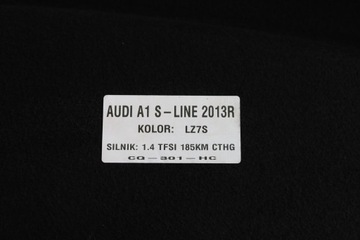 AUDI A1 S-LINE 2013R
KOLOR: LZ7S
SILNIK: 1.4 TFSI 185KM CTHG
CQ-301-HC